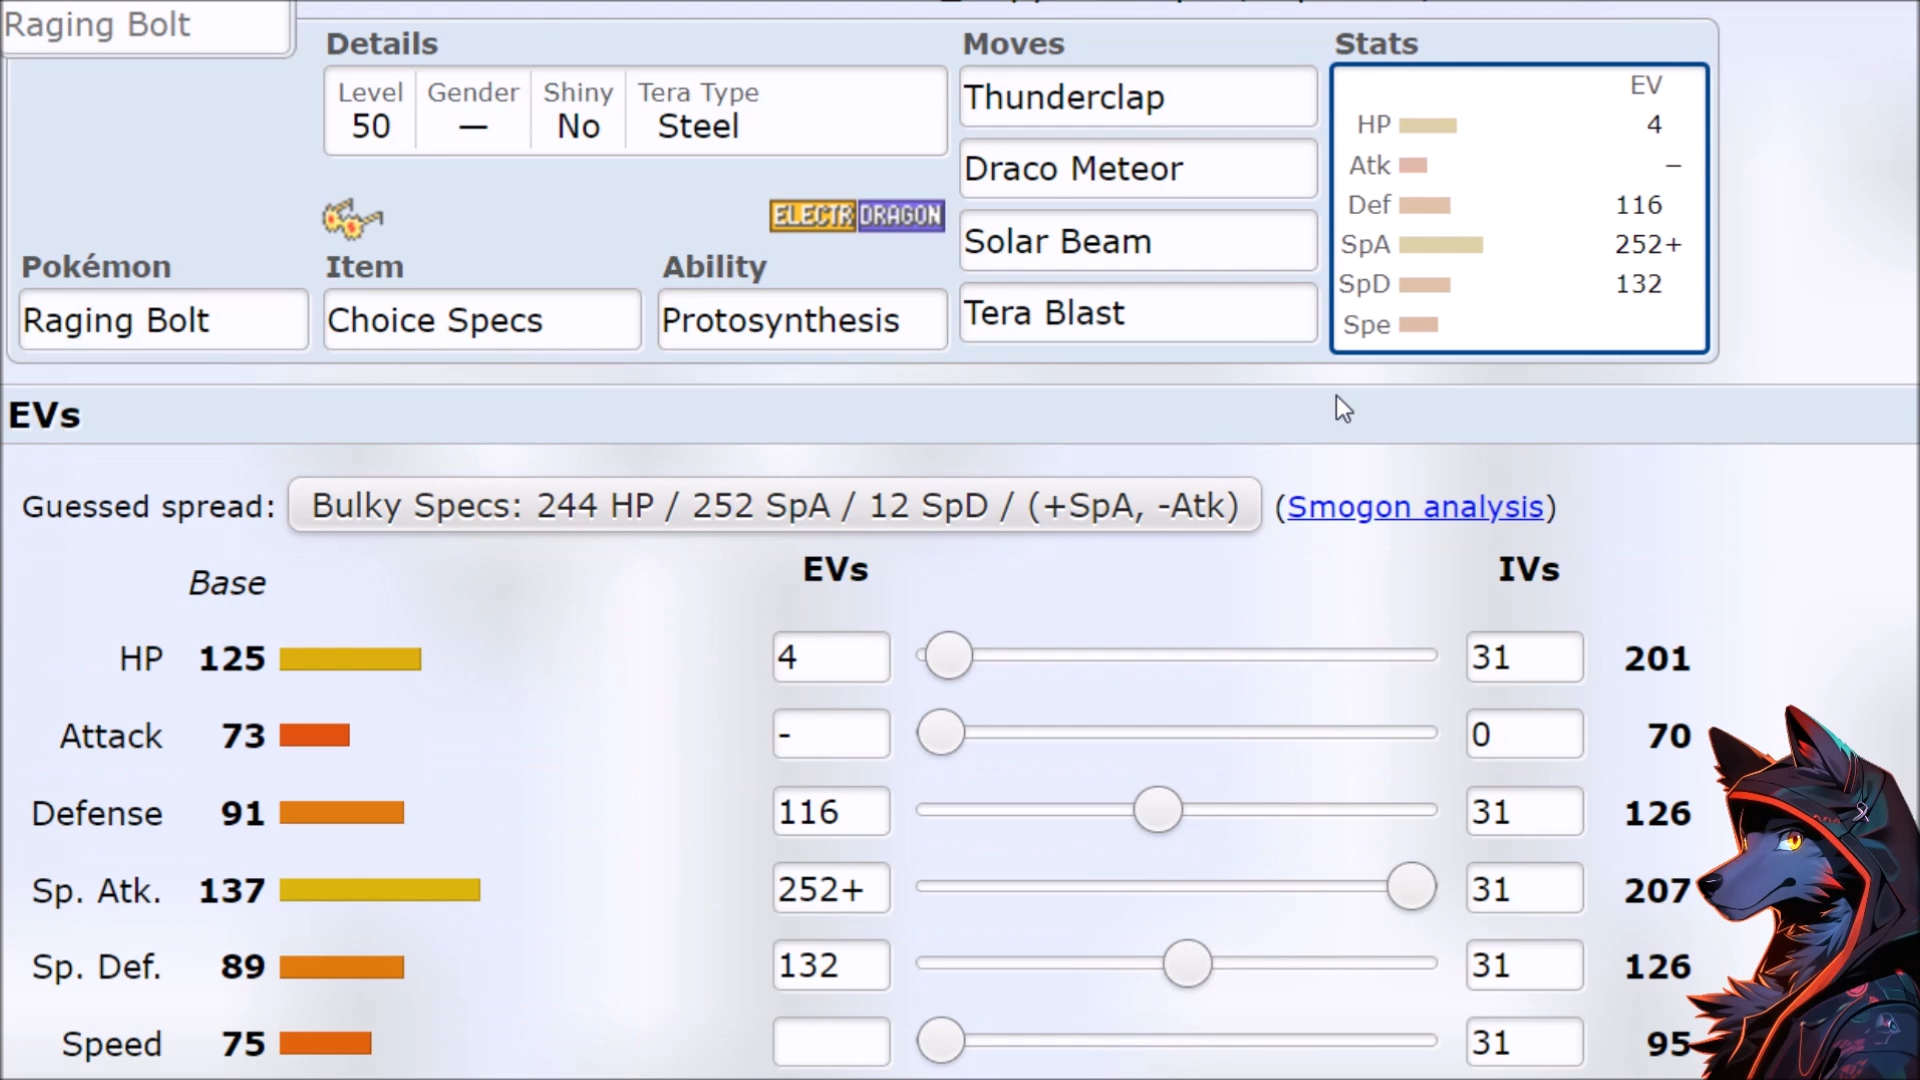 Raging Bolt
Details
Moves
Stats
Level
Gender
Shiny
Tera Type
50
—
No
Steel
Thunderclap
Draco Meteor
Solar Beam
Tera Blast
EV
HP 4
Atk –
Def 116
SpA 252+
SpD 132
Spe
ELECTR DRAGON
Pokémon
Item
Ability
Raging Bolt
Choice Specs
Protosynthesis
EVs
Guessed spread: Bulky Specs: 244 HP / 252 SpA / 12 SpD / (+SpA, -Atk) (Smogon analysis)
Base EVs IVs
HP 125 4 31 201
Attack 73 - 0 70
Defense 91 116 31 126
Sp. Atk. 137 252+ 31 207
Sp. Def. 89 132 31 126
Speed 75 31 95